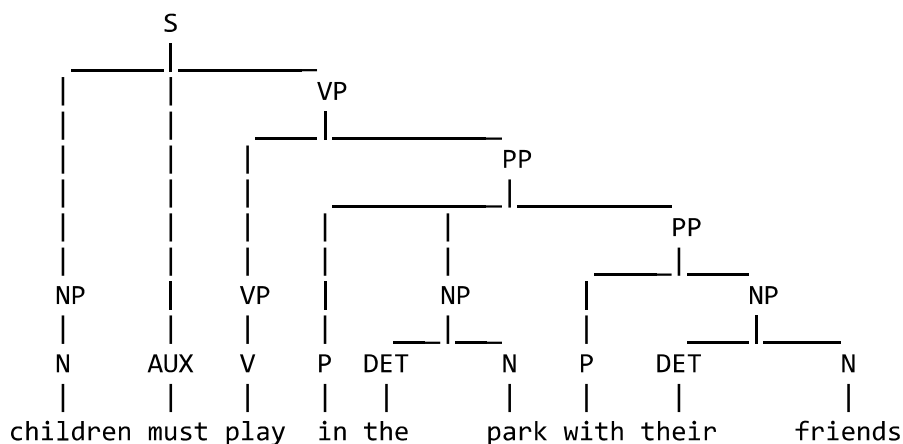 S
VP
PP
PP
NP VP NP NP
N AUX V P DET N P DET N
children must play in the park with their friends